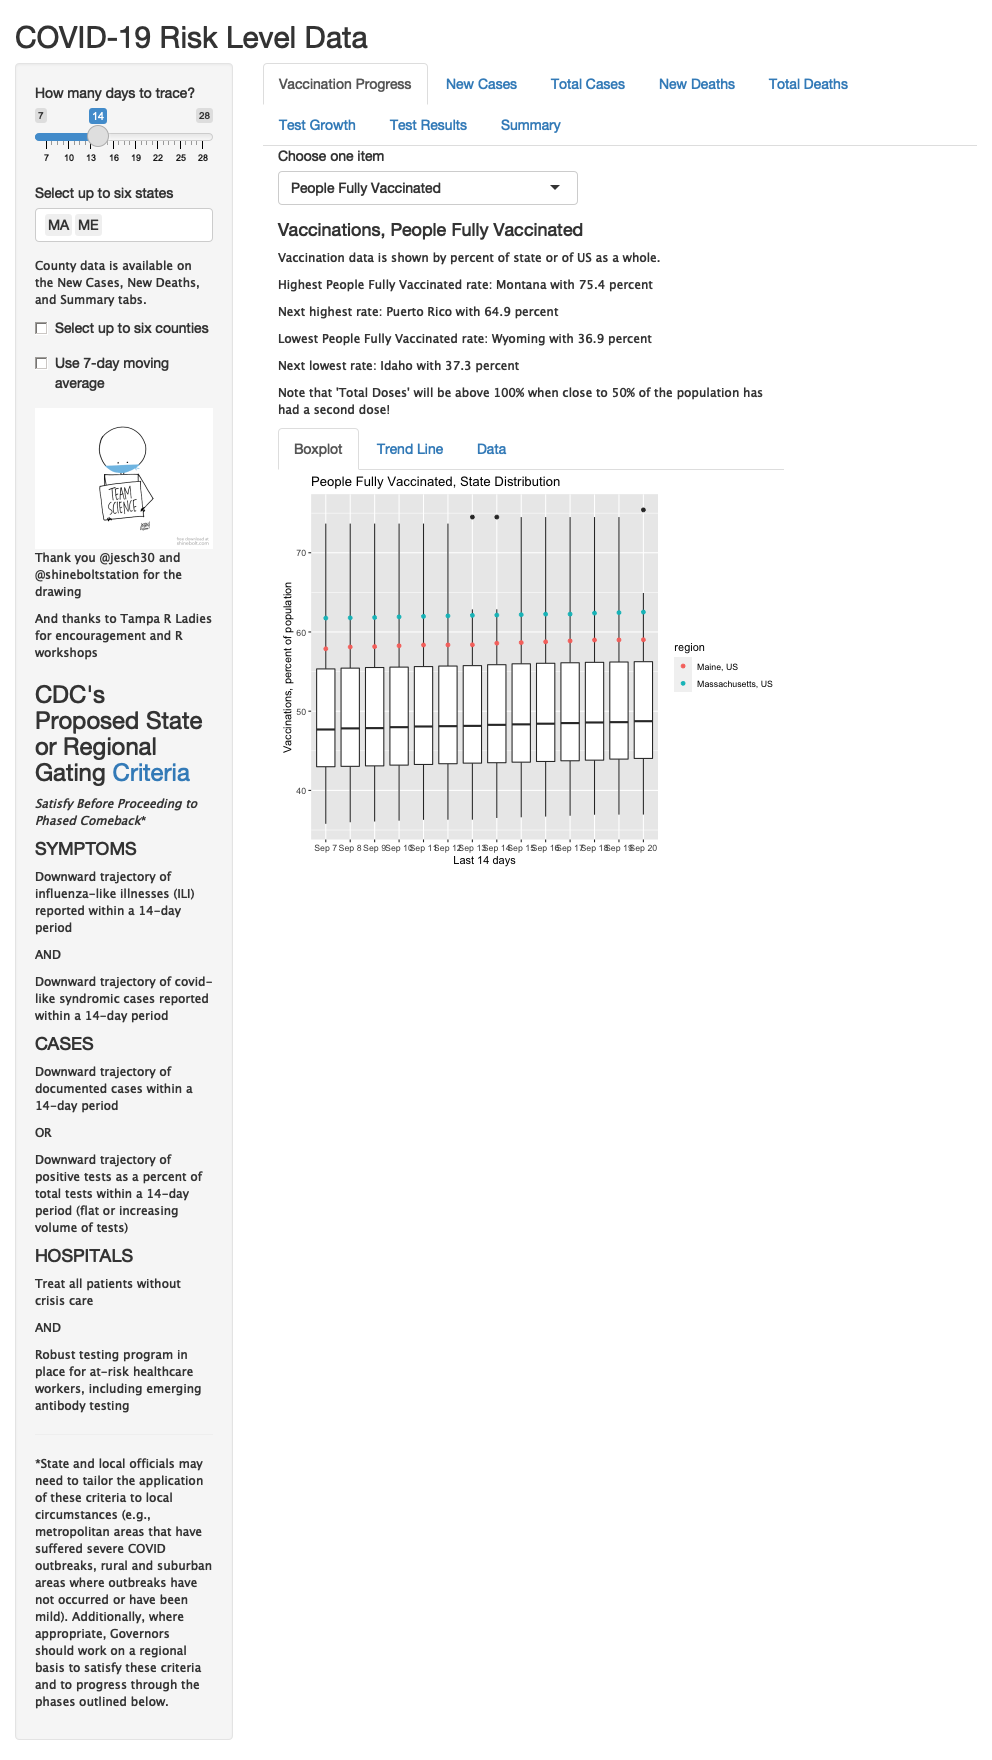 COVID-19 Risk Level Data
How many days to trace?
7 14 28
7 10 13 16 19 22 25 28
Select up to six states
MA ME
County data is available on
the New Cases, New Deaths,
and Summary tabs.
Select up to six counties
Use 7-day moving
average
TEAM
SCIENCE
Thank you @jesch30 and
@shineboltstation for the
drawing
And thanks to Tampa R Ladies
for encouragement and R
workshops
CDC's
Proposed State
or Regional
Gating Criteria
Satisfy Before Proceeding to
Phased Comeback*
SYMPTOMS
Downward trajectory of
influenza-like illnesses (ILI)
reported within a 14-day
period
AND
Downward trajectory of covid-
like syndromic cases reported
within a 14-day period
CASES
Downward trajectory of
documented cases within a
14-day period
OR
Downward trajectory of
positive tests as a percent of
total tests within a 14-day
period (flat or increasing
volume of tests)
HOSPITALS
Treat all patients without
crisis care
AND
Robust testing program in
place for at-risk healthcare
workers, including emerging
antibody testing
*State and local officials may
need to tailor the application
of these criteria to local
circumstances (e.g.,
metropolitan areas that have
suffered severe COVID
outbreaks, rural and suburban
areas where outbreaks have
not occurred or have been
mild). Additionally, where
appropriate, Governors
should work on a regional
basis to satisfy these criteria
and to progress through the
phases outlined below.
Vaccination Progress New Cases Total Cases New Deaths Total Deaths
Test Growth Test Results Summary
Choose one item
People Fully Vaccinated
Vaccinations, People Fully Vaccinated
Vaccination data is shown by percent of state or of US as a whole.
Highest People Fully Vaccinated rate: Montana with 75.4 percent
Next highest rate: Puerto Rico with 64.9 percent
Lowest People Fully Vaccinated rate: Wyoming with 36.9 percent
Next lowest rate: Idaho with 37.3 percent
Note that 'Total Doses' will be above 100% when close to 50% of the population has
had a second dose!
Boxplot Trend Line Data
People Fully Vaccinated, State Distribution
Vaccinations, percent of population
70
60
50
40
Sep 7 Sep 8 Sep 9 Sep 10 Sep 11 Sep 12 Sep 13 Sep 14 Sep 15 Sep 16 Sep 17 Sep 18 Sep 19 Sep 20
Last 14 days
region
Maine, US
Massachusetts, US